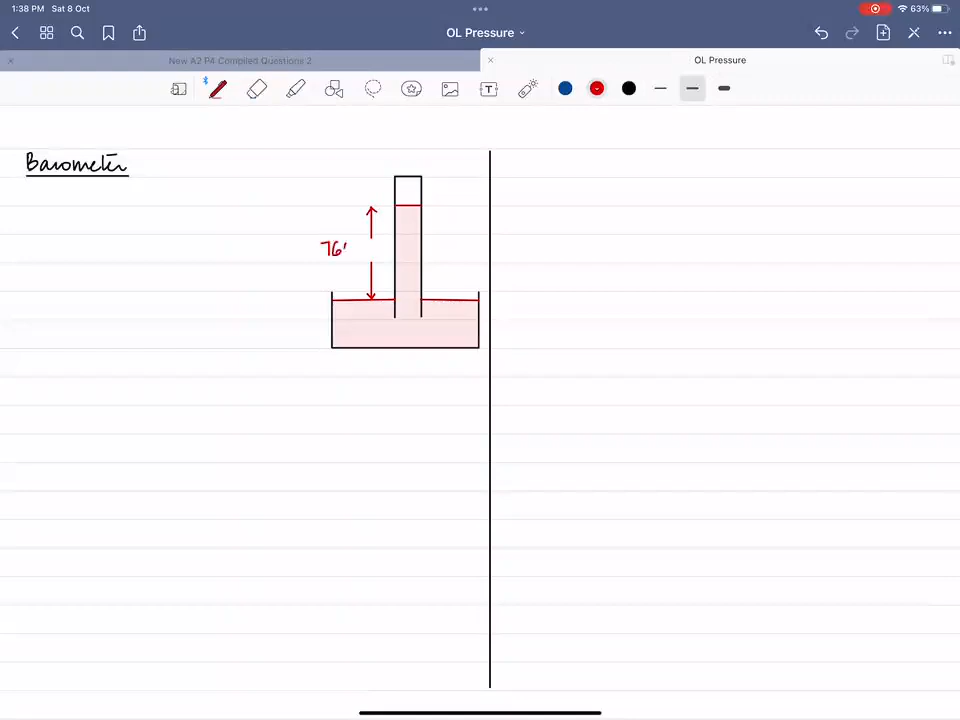 1:38 PM Sat 8 Oct
63%
OL Pressure
New A2 P4 Compiled Questions 2
OL Pressure
T
Barometer
76'